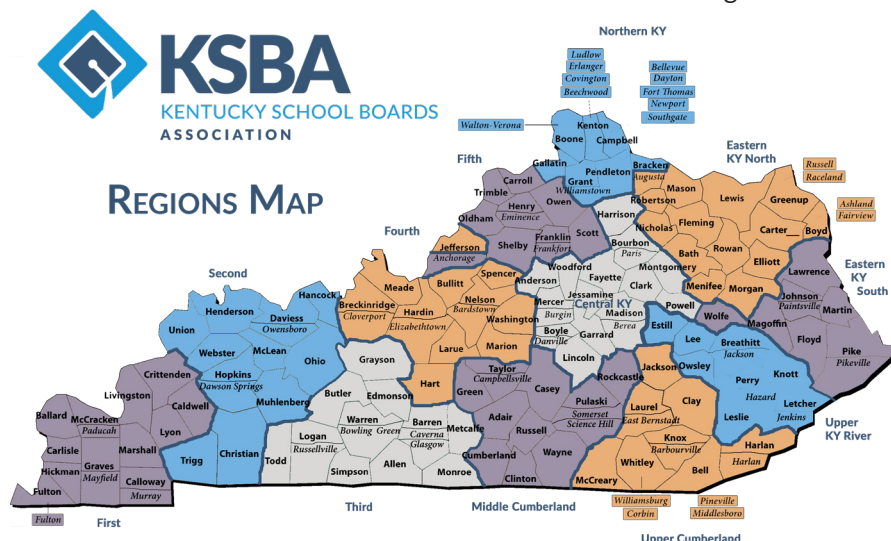 KSBA
KENTUCKY SCHOOL BOARDS
ASSOCIATION
REGIONS MAP
Northern KY
Ludlow
Erlanger
Covington
Beechwood
Bellevue
Dayton
Fort Thomas
Newport
Southgate
Walton-Verona
Kenton
Boone
Campbell
Gallatin
Grant
Williamstown
Pendleton
Bracken
Augusta
Eastern
KY North
Russell
Raceland
Ashland
Fairview
Mason
Lewis
Greenup
Robertson
Fleming
Carter
Boyd
Nicholas
Bath
Rowan
Elliott
Menifee
Morgan
Fifth
Carroll
Trimble
Owen
Henry
Eminence
Oldham
Shelby
Franklin
Frankfort
Scott
Harrison
Bourbon
Paris
Montgomery
Woodford
Fayette
Clark
Anderson
Jessamine
Mercer
Central KY
Burgin
Madison
Berea
Powell
Boyle
Danville
Garrard
Lincoln
Fourth
Jefferson
Anchorage
Meade
Bullitt
Spencer
Breckinridge
Cloverport
Hardin
Elizabethtown
Nelson
Bardstown
Washington
Larue
Marion
Hart
Second
Henderson
Hancock
Daviess
Owensboro
Union
Webster
McLean
Ohio
Hopkins
Dawson Springs
Muhlenberg
Trigg
Christian
Eastern
KY
South
Lawrence
Johnson
Paintsville
Martin
Wolfe
Magoffin
Floyd
Pike
Pikeville
Estill
Lee
Breathitt
Jackson
Owsley
Perry
Knott
Hazard
Letcher
Jenkins
Leslie
Upper
KY River
Grayson
Butler
Edmonson
Warren
Bowling Green
Barren
Caverna
Glasgow
Metcalfe
Logan
Russellville
Todd
Simpson
Allen
Monroe
Third
Taylor
Campbellsville
Green
Casey
Rockcastle
Pulaski
Somerset
Science Hill
Adair
Russell
Cumberland
Wayne
Clinton
Middle Cumberland
Jackson
Laurel
East Bernstadt
Clay
Knox
Barbourville
Harlan
Harlan
Whitley
Bell
McCreary
Williamsburg
Corbin
Pineville
Middlesboro
Upper Cumberland
Crittenden
Livingston
Caldwell
Lyon
Ballard
McCracken
Paducah
Carlisle
Marshall
Hickman
Graves
Mayfield
Calloway
Murray
Fulton
Fulton
First